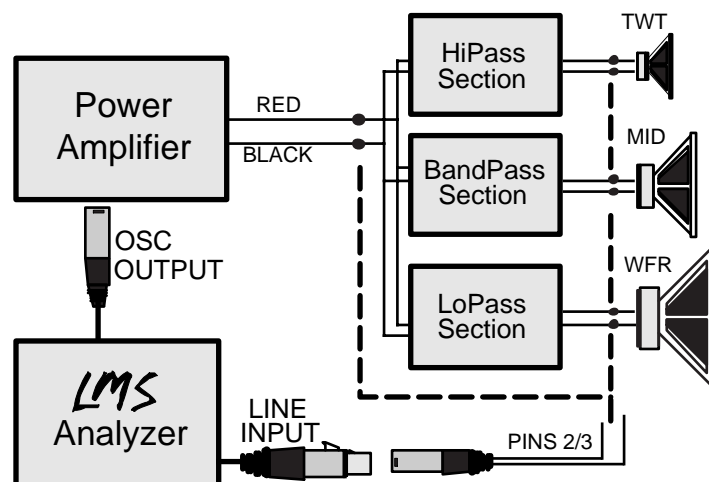 TWT
HiPass
Section
Power
Amplifier
RED
BLACK
MID
BandPass
Section
OSC
OUTPUT
WFR
LoPass
Section
LMS
Analyzer
LINE
INPUT
PINS 2/3